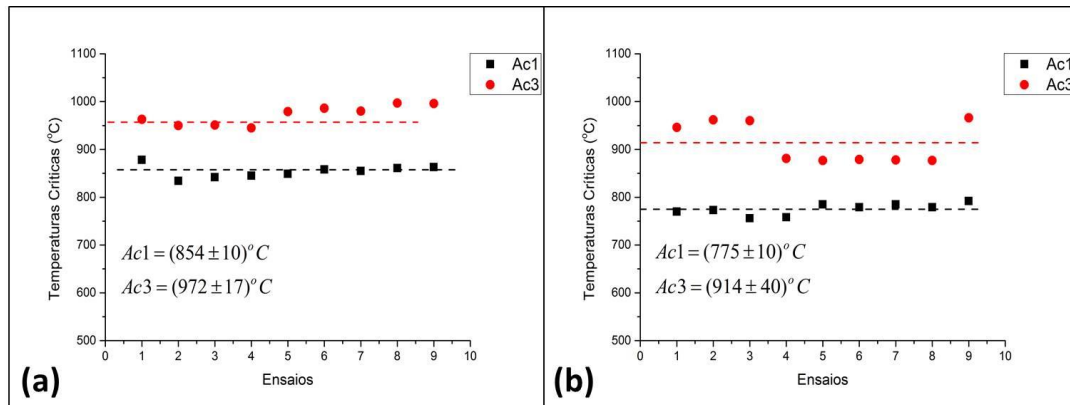 1100
1000
900
800
700
600
500
Temperaturas Críticas (°C)
Ac1
Ac3
Ac1 = (854 ± 10)°C
Ac3 = (972 ± 17)°C
0 1 2 3 4 5 6 7 8 9 10
Ensaios
(a)
1100
1000
900
800
700
600
500
Temperaturas Críticas (°C)
Ac1
Ac3
Ac1 = (775 ± 10)°C
Ac3 = (914 ± 40)°C
0 1 2 3 4 5 6 7 8 9 10
Ensaios
(b)